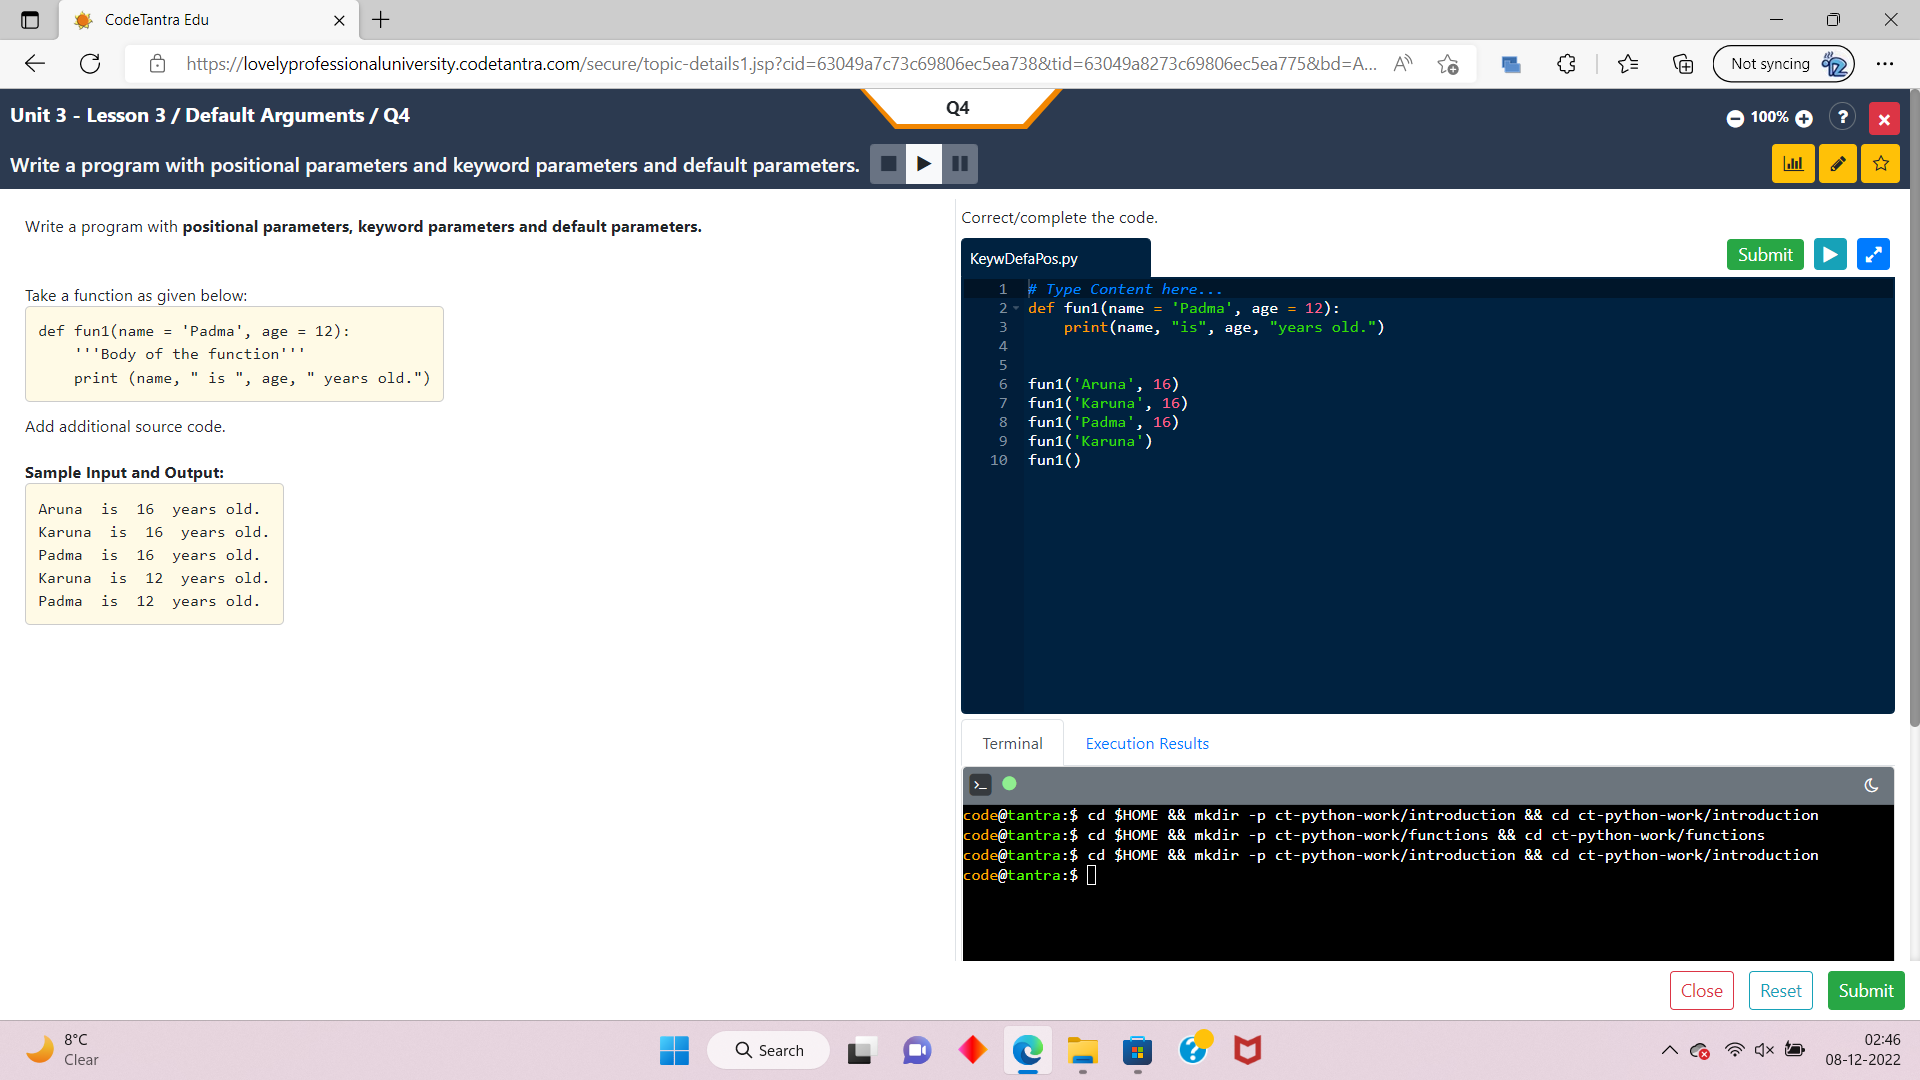 CodeTantra Edu
https://lovelyprofessionaluniversity.codetantra.com/secure/topic-details1.jsp?cid=63049a7c73c69806ec5ea738&tid=63049a8273c69806ec5ea775&bd=A...
Not syncing
Unit 3 - Lesson 3 / Default Arguments / Q4
Q4
100%
?
Write a program with positional parameters and keyword parameters and default parameters.
Write a program with positional parameters, keyword parameters and default parameters.
Take a function as given below:
def fun1(name = 'Padma', age = 12):
    '''Body of the function'''
    print (name, " is ", age, " years old.")
Add additional source code.
Sample Input and Output:
Aruna  is  16  years old.
Karuna  is  16  years old.
Padma  is  16  years old.
Karuna  is  12  years old.
Padma  is  12  years old.
Correct/complete the code.
KeywDefaPos.py
Submit
1 # Type Content here...
2 def fun1(name = 'Padma', age = 12):
3     print(name, "is", age, "years old.")
4
5
6 fun1('Aruna', 16)
7 fun1('Karuna', 16)
8 fun1('Padma', 16)
9 fun1('Karuna')
10 fun1()
Terminal
Execution Results
code@tantra:$ cd $HOME && mkdir -p ct-python-work/introduction && cd ct-python-work/introduction
code@tantra:$ cd $HOME && mkdir -p ct-python-work/functions && cd ct-python-work/functions
code@tantra:$ cd $HOME && mkdir -p ct-python-work/introduction && cd ct-python-work/introduction
code@tantra:$
Close
Reset
Submit
8°C
Clear
Search
02:46
08-12-2022